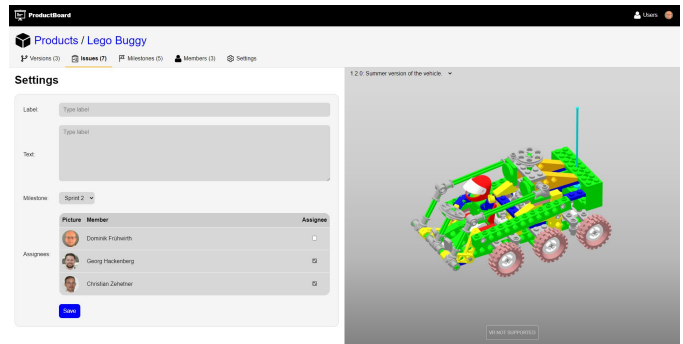 ProductBoard
Users
Products / Lego Buggy
Versions (3) Issues (7) Milestones (5) Members (3) Settings
Settings
1.2.0: Summer version of the vehicle
Label: Type label
Text: Type label
Milestone: Sprint 2
Assignees:
Picture Member Assignee
Dominik Frühwirth
Georg Hackenberg
Christian Zehetner
Save
VR NOT SUPPORTED